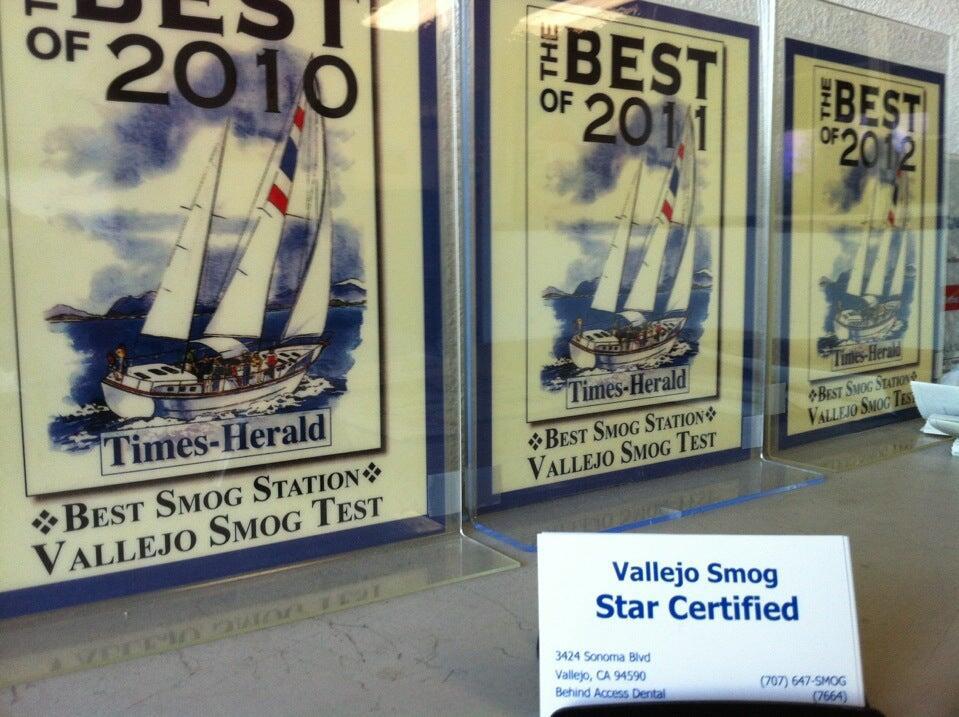 THE BEST
OF 2010
Times-Herald
❖BEST SMOG STATION❖
VALLEJO SMOG TEST
THE BEST
OF 2011
Times-Herald
❖BEST SMOG STATION❖
VALLEJO SMOG TEST
THE BEST
OF 2012
Times-Herald
❖BEST SMOG STATION❖
VALLEJO SMOG TEST
Vallejo Smog
Star Certified
3424 Sonoma Blvd
Vallejo, CA 94590
Behind Access Dental
(707) 647-SMOG
(7664)